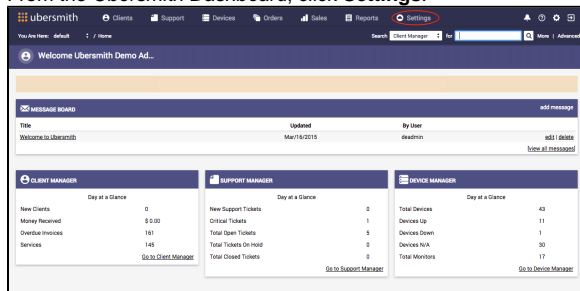 From the Ubersmith Dashboard, click Settings.
ubersmith Clients Support Devices Orders Sales Reports Settings
You Are Here: default / Home Search Client Manager for More | Advanced
Welcome Ubersmith Demo Ad...
MESSAGE BOARD add message
Title Updated By User
Welcome to Ubersmith Mar/16/2015 deadmin edit | delete
[view all messages]
CLIENT MANAGER
Day at a Glance
New Clients 0
Money Received $ 0.00
Overdue Invoices 161
Services 145
Go to Client Manager
SUPPORT MANAGER
Day at a Glance
New Support Tickets 0
Critical Tickets 1
Total Open Tickets 5
Total Tickets On Hold 0
Total Closed Tickets 0
Go to Support Manager
DEVICE MANAGER
Day at a Glance
Total Devices 43
Devices Up 11
Devices Down 1
Devices N/A 30
Total Monitors 17
Go to Device Manager